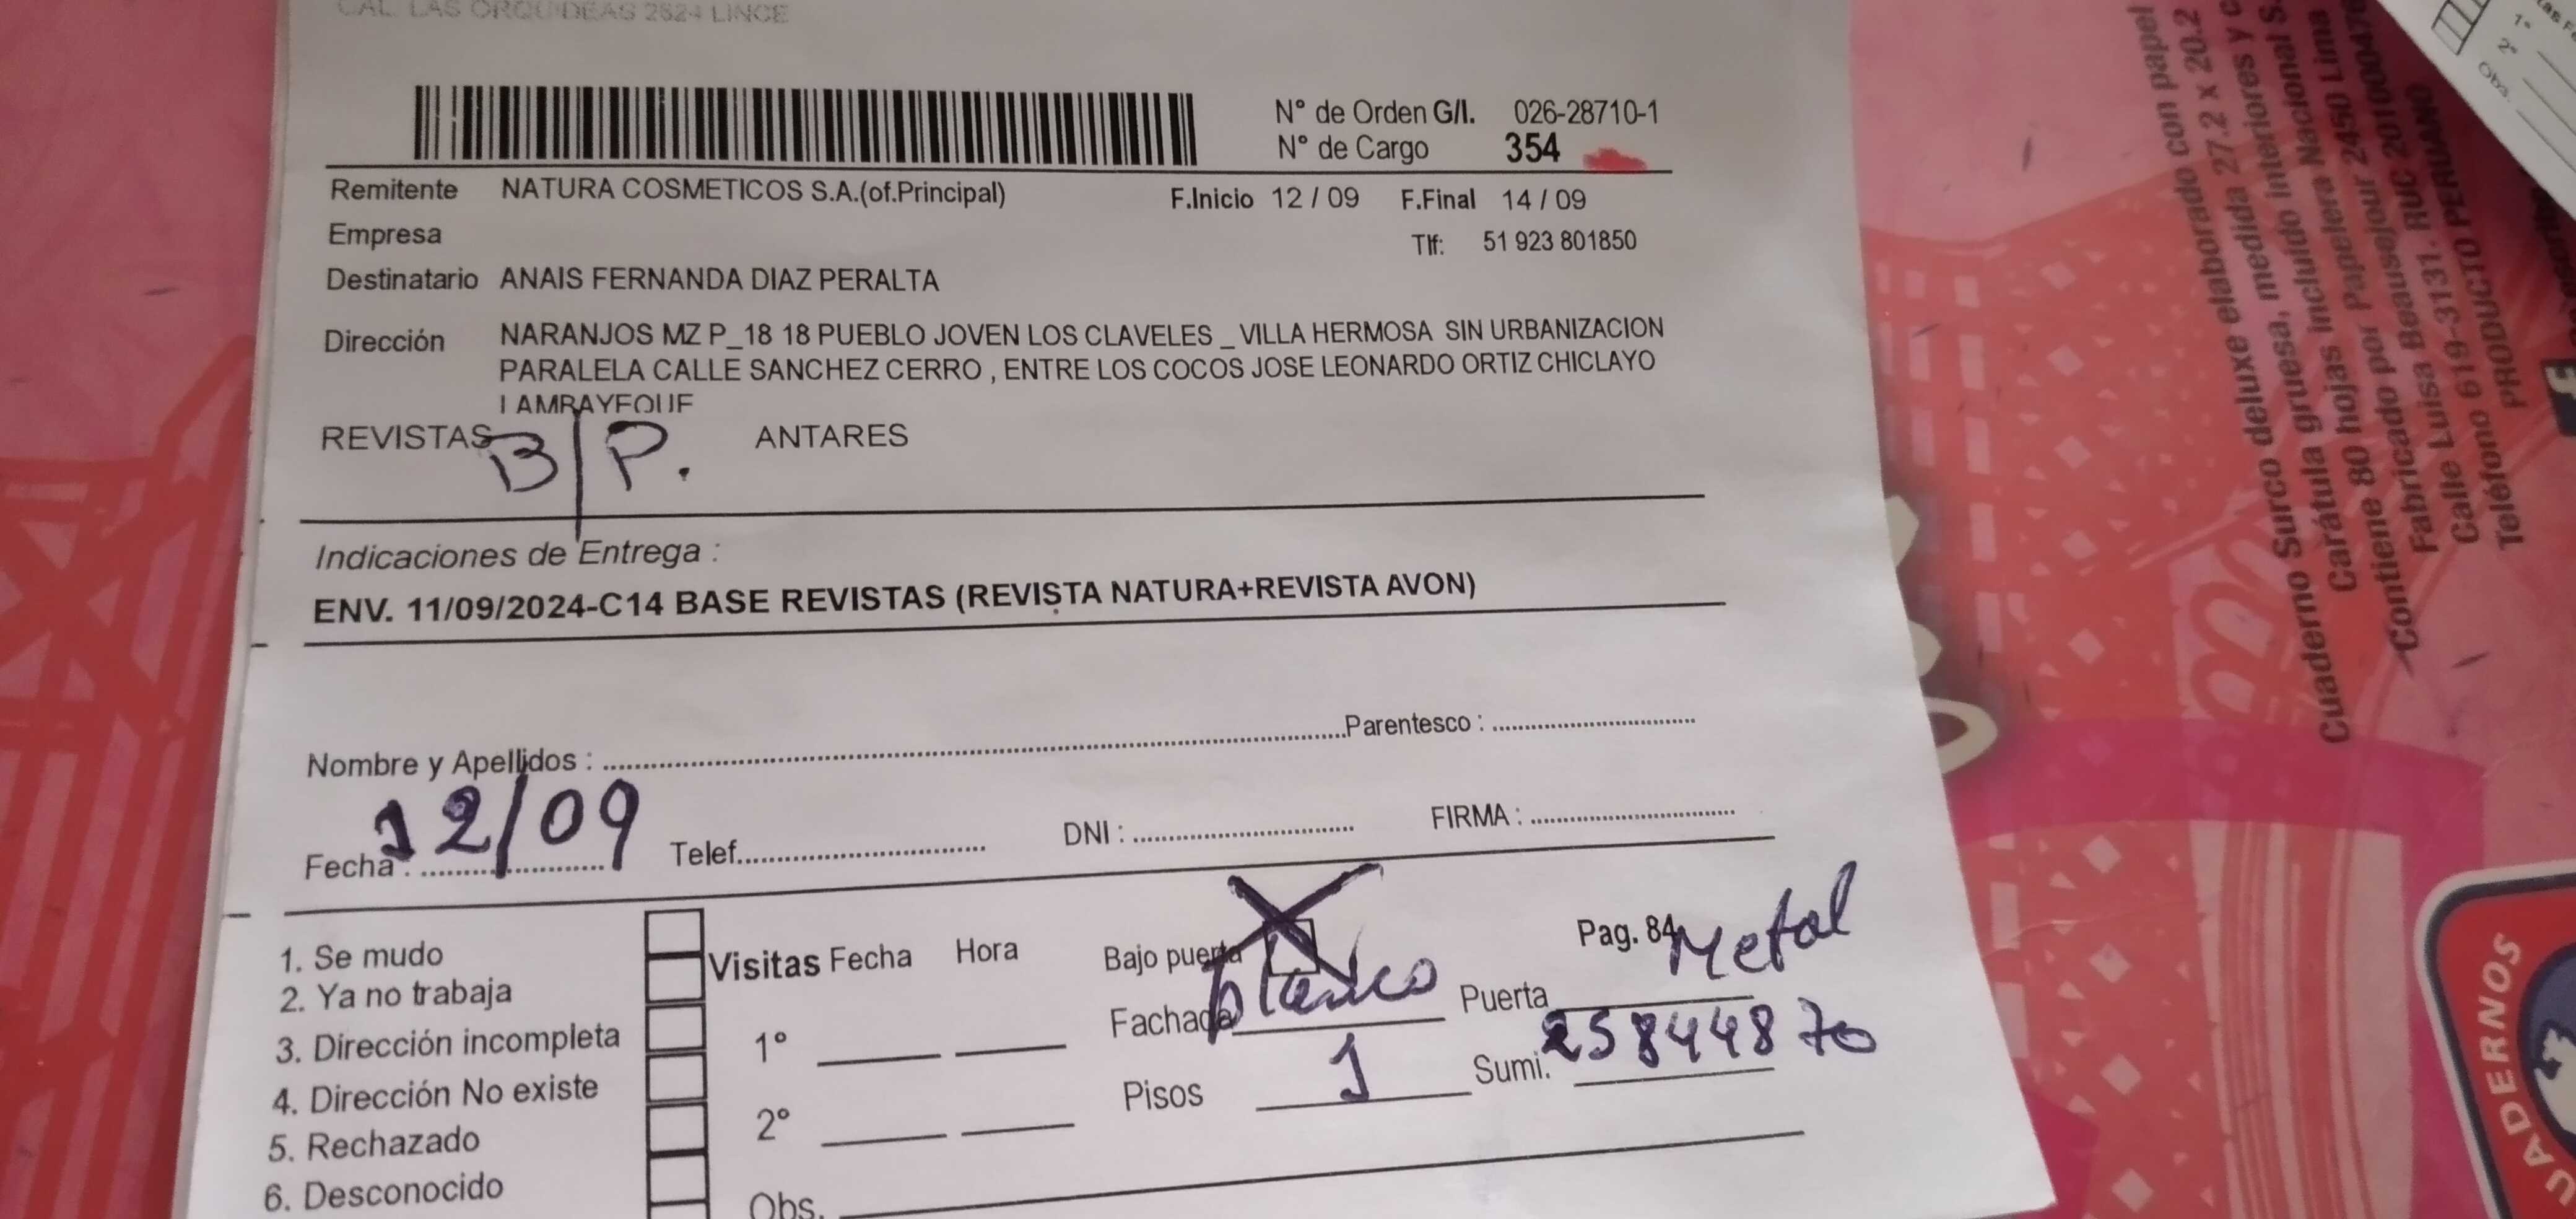 CAL. LAS ORQUIDEAS 2624 LINCE
N° de Orden G/I. 026-28710-1
N° de Cargo 354
Remitente NATURA COSMETICOS S.A.(of.Principal) F.Inicio 12 / 09 F.Final 14 / 09
Empresa Tlf: 51 923 801850
Destinatario ANAIS FERNANDA DIAZ PERALTA
Dirección NARANJOS MZ P_18 18 PUEBLO JOVEN LOS CLAVELES _ VILLA HERMOSA SIN URBANIZACION
PARALELA CALLE SANCHEZ CERRO , ENTRE LOS COCOS JOSE LEONARDO ORTIZ CHICLAYO
LAMBAYEQUE
REVISTAS B/P. ANTARES
Indicaciones de Entrega :
ENV. 11/09/2024-C14 BASE REVISTAS (REVISTA NATURA+REVISTA AVON)
Nombre y Apellidos : Parentesco :
Fecha : 12/09 Telef. DNI : FIRMA :
1. Se mudo
2. Ya no trabaja
3. Dirección incompleta
4. Dirección No existe
5. Rechazado
6. Desconocido
Visitas Fecha Hora
1°
2°
Obs.
Bajo puerta X Pag. 84
Fachada blanco Puerta Metal
Pisos 1 Sumi. 25844870
Cuaderno Surco deluxe elaborado con papel
Carátula gruesa, medida 27.2 x 20.2
Contiene 80 hojas incluído interiores y c
Fabricado por Papelera Nacional S.
Calle Luisa Beausejour 2450 Lima
Teléfono 619-3131. RUC 201000047
PRODUCTO PERUANO
UADERNOS
1°
2°
Obs.